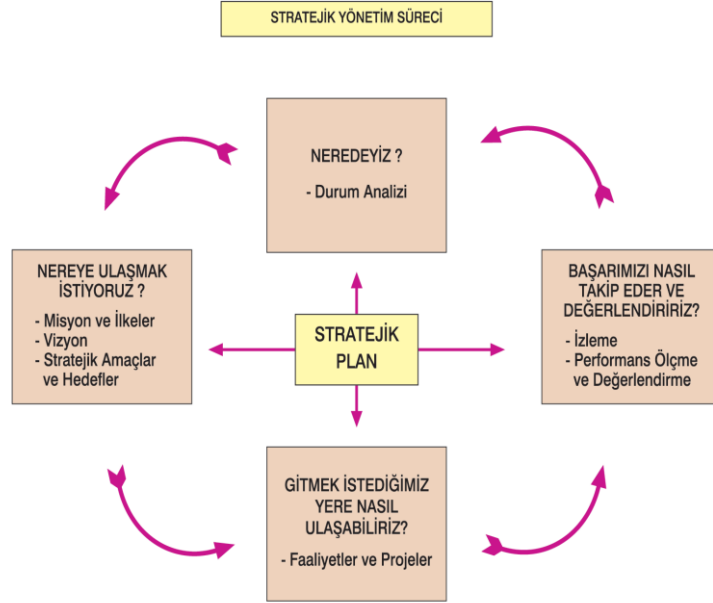 STRATEJİK YÖNETİM SÜRECİ
NEREDEYİZ ?
- Durum Analizi
NEREYE ULAŞMAK
İSTİYORUZ ?
- Misyon ve İlkeler
- Vizyon
- Stratejik Amaçlar
ve Hedefler
STRATEJİK
PLAN
BAŞARIMIZI NASIL
TAKİP EDER VE
DEĞERLENDİRİRİZ?
- İzleme
- Performans Ölçme
ve Değerlendirme
GİTMEK İSTEDİĞİMİZ
YERE NASIL
ULAŞABİLİRİZ?
- Faaliyetler ve Projeler